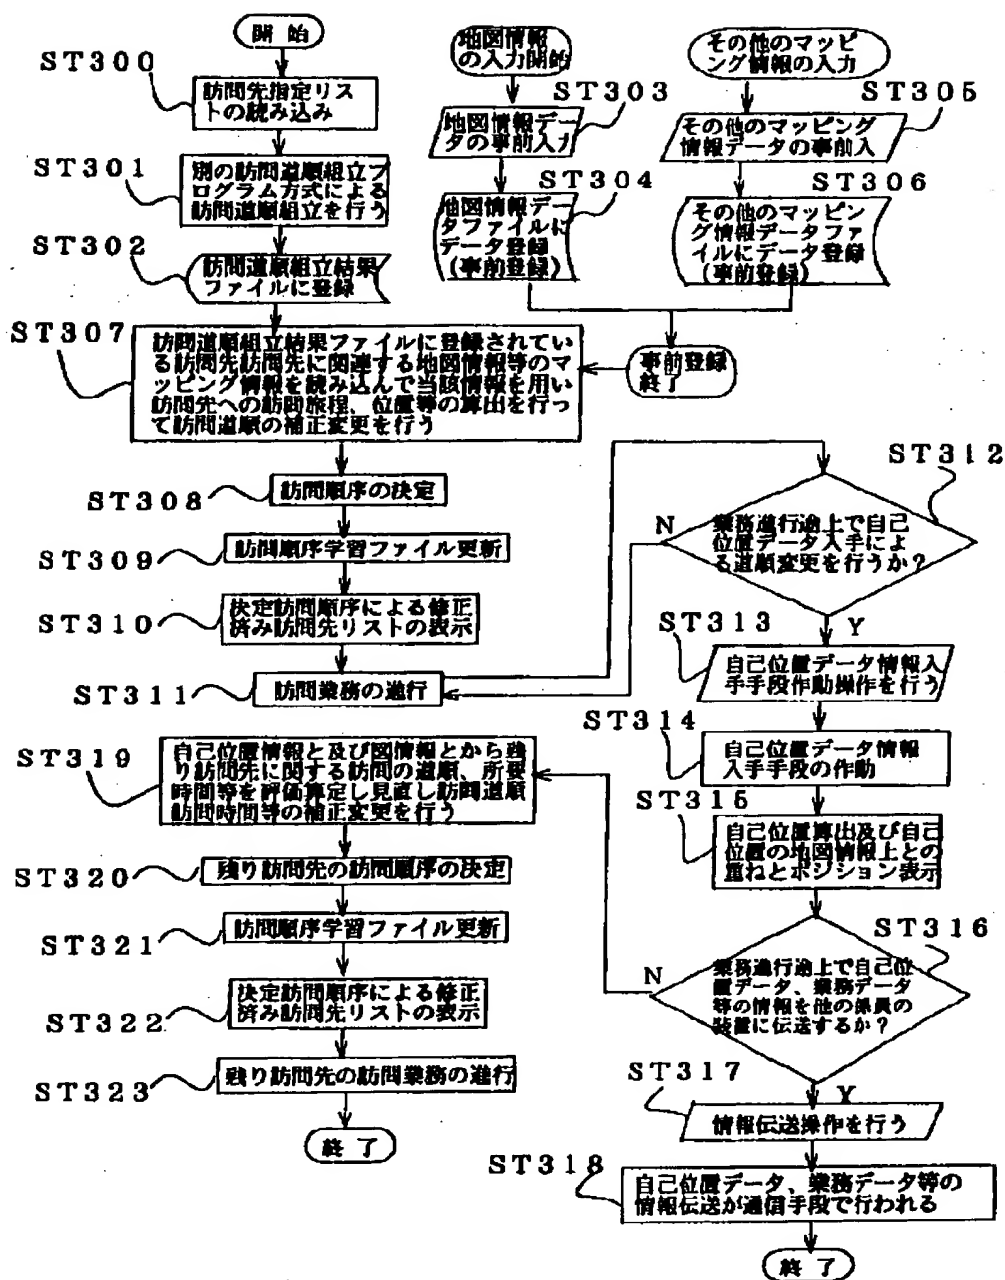 開始
ST300
訪問先指定リス
トの読み込み
ST301
別の訪問道順組立プ
ログラム方式による
訪問道順組立を行う
ST302
訪問道順組立結果
ファイルに登録
地図情報
の入力開始
ST303
地図情報デー
タの事前入力
ST304
地図情報デー
タファイルに
データ登録
(事前登録)
その他のマッピ
ング情報の入力
ST305
その他のマッピング
情報データの事前入
ST306
その他のマッピン
グ情報データファ
イルにデータ登録
(事前登録)
事前登録
終了
ST307
訪問道順組立結果ファイルに登録されてい
る訪問先訪問先に関連する地図情報等のマ
ッピング情報を読み込んで当該情報を用い
訪問先への訪問旅程、位置等の算出を行っ
て訪問道順の補正変更を行う
ST308
訪問順序の決定
ST309
訪問順序学習ファイル更新
ST310
決定訪問順序による修正
済み訪問先リストの表示
ST311
訪問業務の進行
ST312
業務進行途上で自己
位置データ入手によ
る道順変更を行うか?
N
Y
ST313
自己位置データ情報入
手手段作動操作を行う
ST314
自己位置データ情報
入手手段の作動
ST315
自己位置算出及び自己
位置の地図情報上との
重ねとポジション表示
ST316
業務進行途上で自己位
置データ、業務データ
等の情報を他の係員の
装置に伝送するか?
N
Y
ST317
情報伝送操作を行う
ST318
自己位置データ、業務データ等の
情報伝送が通信手段で行われる
終了
ST319
自己位置情報と及び図情報とから残
り訪問先に関する訪問の道順、所要
時間等を評価算定し見直し訪問道順
訪問時間等の補正変更を行う
ST320
残り訪問先の訪問順序の決定
ST321
訪問順序学習ファイル更新
ST322
決定訪問順序による修正
済み訪問先リストの表示
ST323
残り訪問先の訪問業務の進行
終了